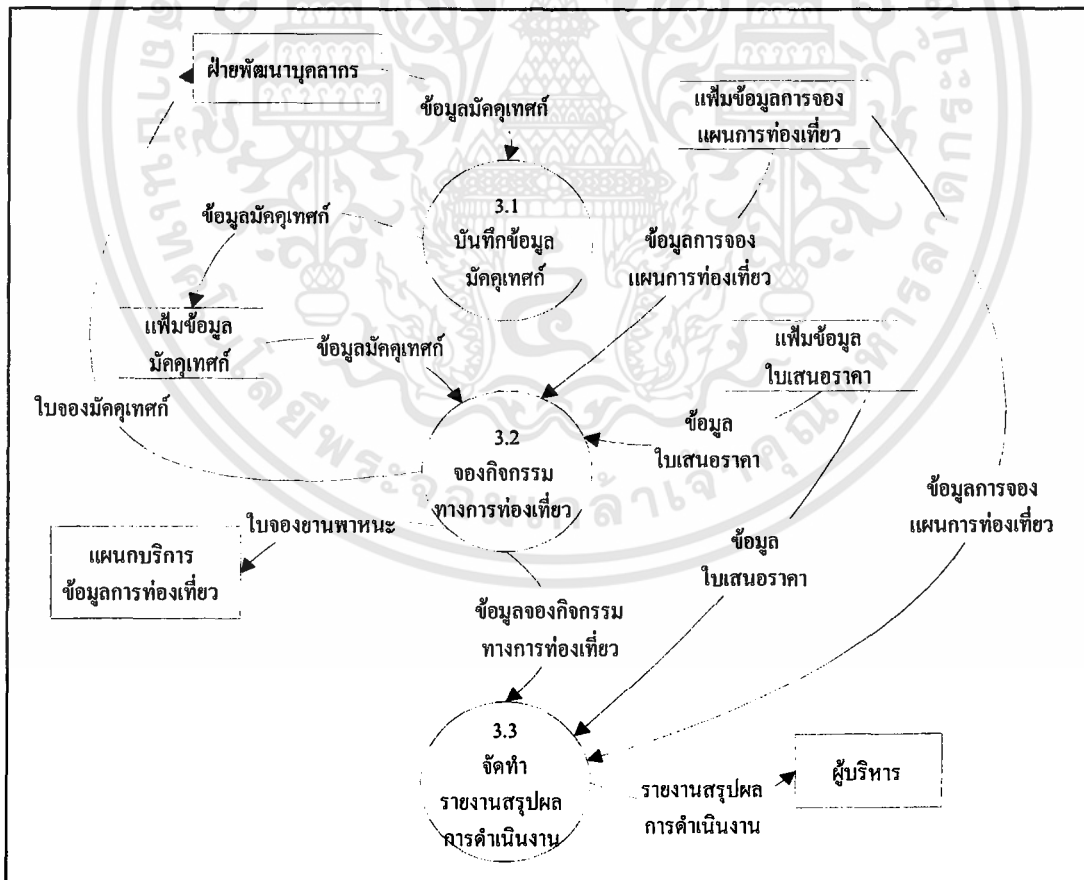 ฝ่ายพัฒนาบุคลากร
ข้อมูลมัคคุเทศก์
แฟ้มข้อมูลการจอง
แผนการท่องเที่ยว
3.1
บันทึกข้อมูล
มัคคุเทศก์
ข้อมูลมัคคุเทศก์
ข้อมูลการจอง
แผนการท่องเที่ยว
แฟ้มข้อมูล
มัคคุเทศก์
ข้อมูลมัคคุเทศก์
แฟ้มข้อมูล
ใบเสนอราคา
ใบจองมัคคุเทศก์
3.2
จองกิจกรรม
ทางการท่องเที่ยว
ข้อมูล
ใบเสนอราคา
ข้อมูลการจอง
แผนการท่องเที่ยว
ใบจองยานพาหนะ
แผนกบริการ
ข้อมูลการท่องเที่ยว
ข้อมูล
ใบเสนอราคา
ข้อมูลจองกิจกรรม
ทางการท่องเที่ยว
3.3
จัดทำ
รายงานสรุปผล
การดำเนินงาน
รายงานสรุปผล
การดำเนินงาน
ผู้บริหาร